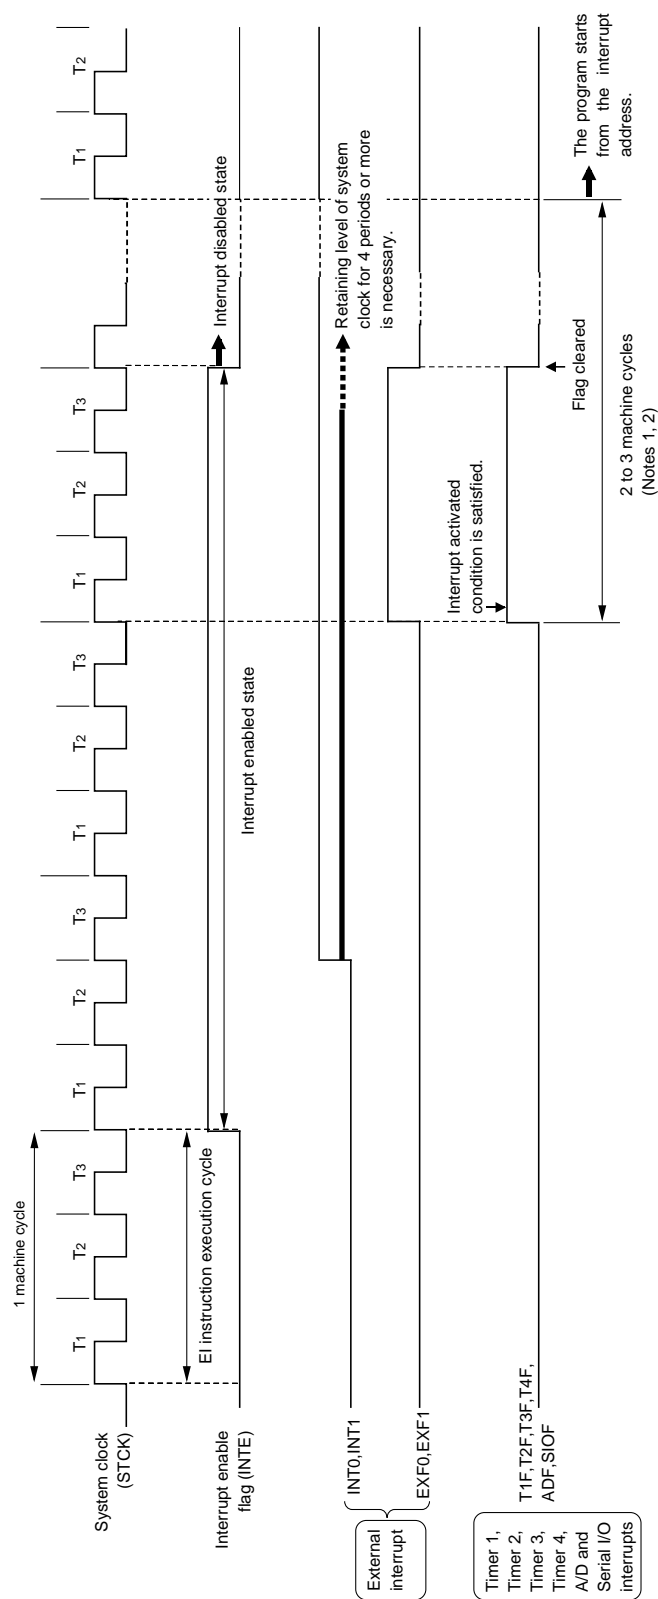 1 machine cycle
T1
T2
T3
T1
T2
T3
T1
T2
T3
T1
T2
T3
T1
T2
System clock
(STCK)
EI instruction execution cycle
Interrupt enabled state
Interrupt disabled state
Interrupt enable
flag (INTE)
External
interrupt
INT0,INT1
Retaining level of system
clock for 4 periods or more
is necessary.
EXF0,EXF1
Interrupt activated
condition is satisfied.
Timer 1,
Timer 2,
Timer 3,
Timer 4,
A/D and
Serial I/O
interrupts
T1F,T2F,T3F,T4F,
ADF,SIOF
Flag cleared
2 to 3 machine cycles
(Notes 1, 2)
The program starts
from the interrupt
address.